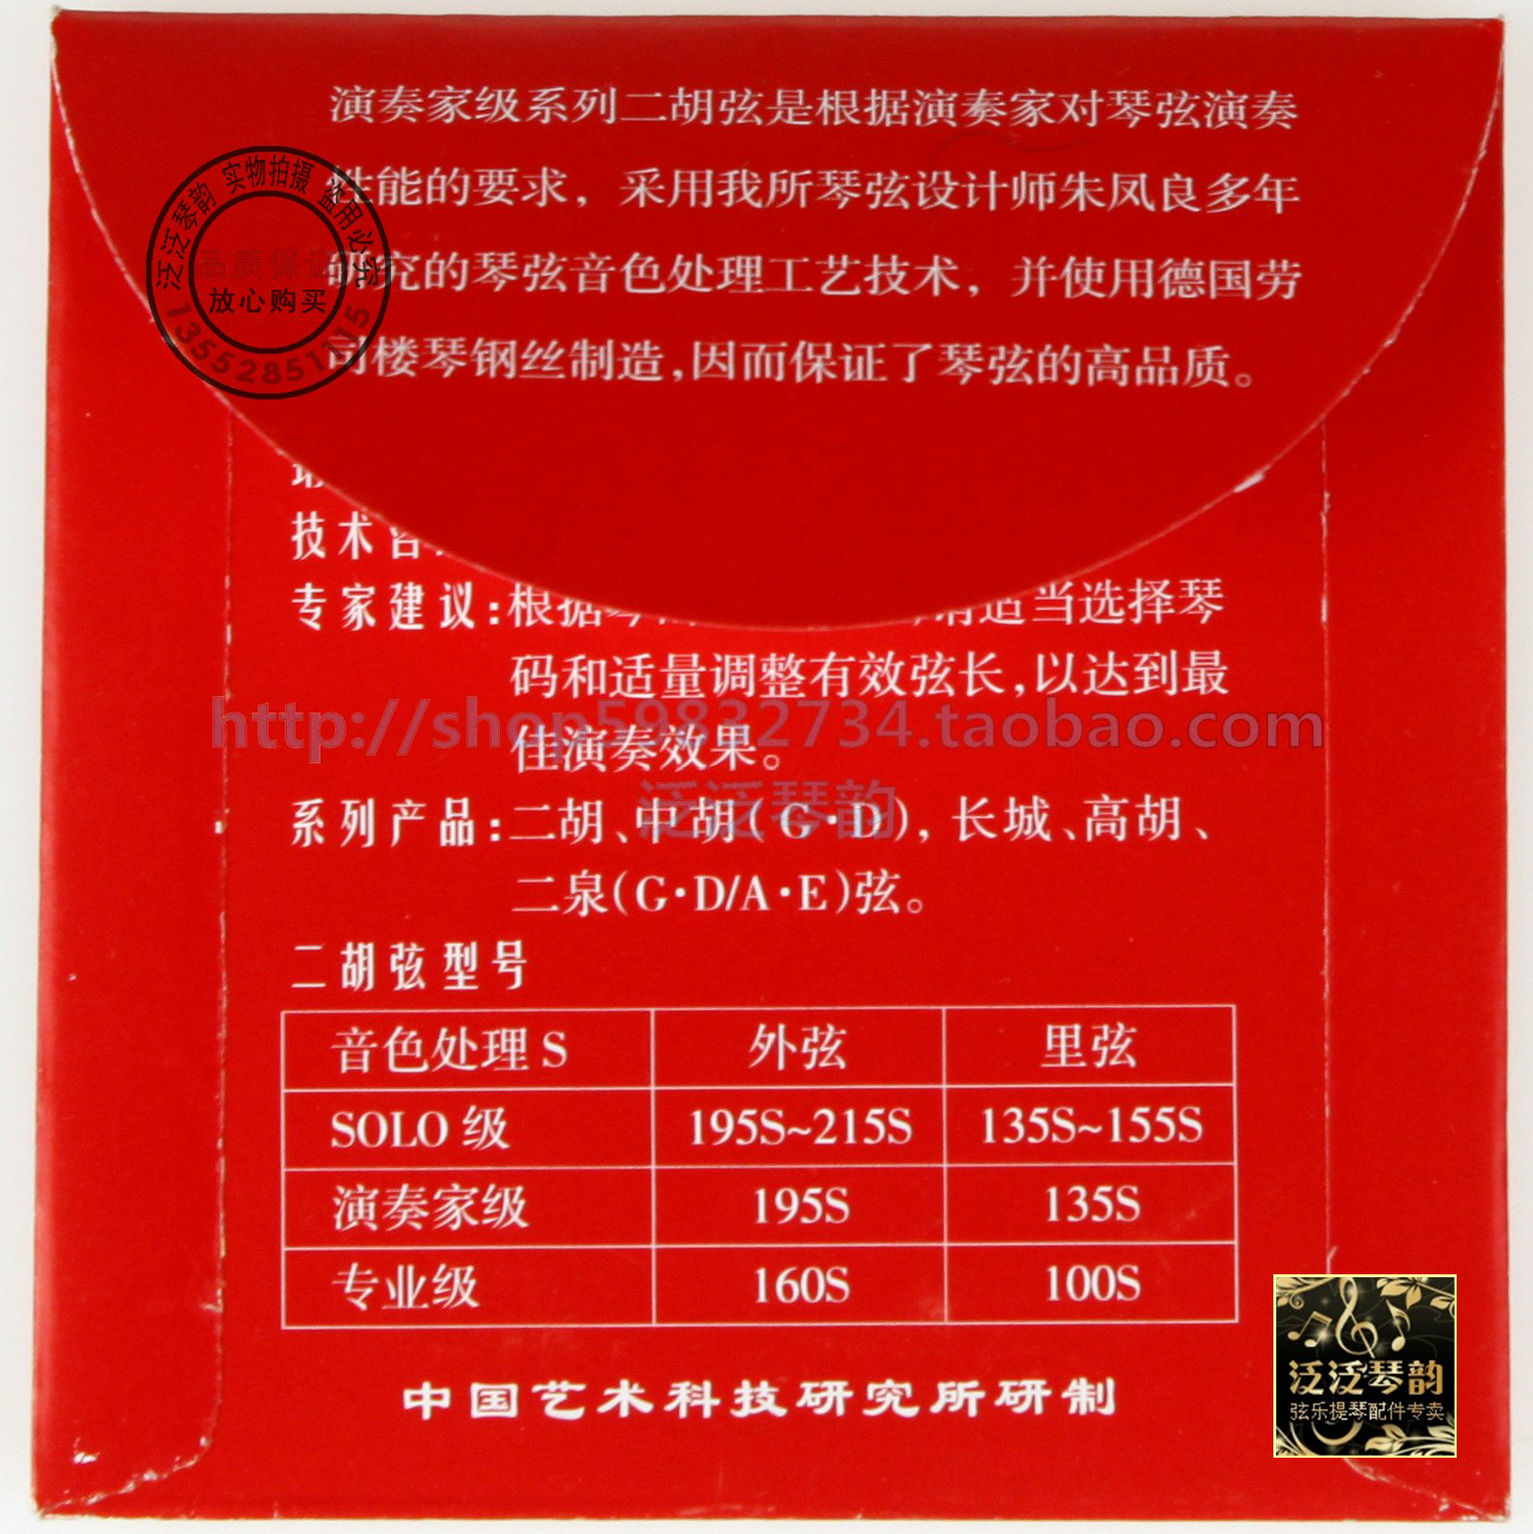 演奏家级系列二胡弦是根据演奏家对琴弦演奏
性能的要求，采用我所琴弦设计师朱凤良多年
究的琴弦音色处理工艺技术，并使用德国劳
司楼琴钢丝制造,因而保证了琴弦的高品质。
泛泛琴韵 实物拍摄 盗用必究
品质保证
放心购买
13552851115
技术咨
专家建议:根据 适当选择琴
码和适量调整有效弦长,以达到最
http://shop59832734.taobao.com
佳演奏效果。
泛泛琴韵
系列产品:二胡、中胡(G·D),长城、高胡、
二泉(G·D/A·E)弦。
二胡弦型号
音色处理S 外弦 里弦
SOLO级 195S~215S 135S~155S
演奏家级 195S 135S
专业级 160S 100S
中国艺术科技研究所研制
泛泛琴韵
弦乐提琴配件专卖